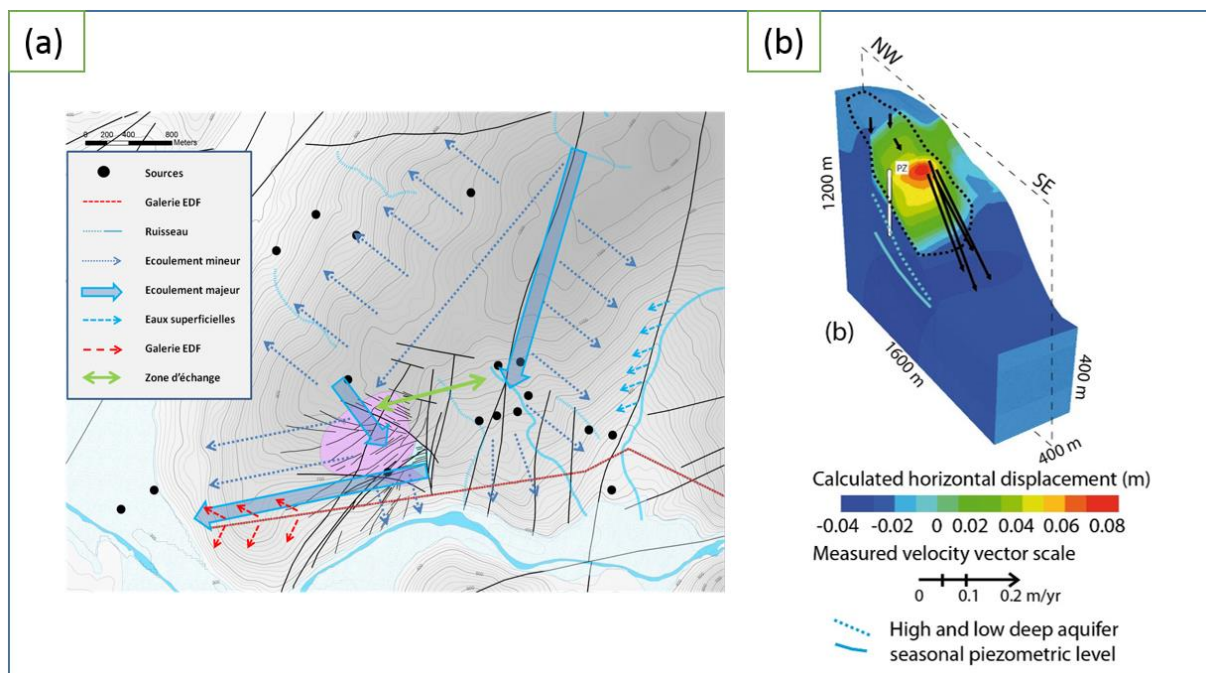 (a)
0 200 400 800
Meters
Sources
Galerie EDF
Ruisseau
Ecoulement mineur
Ecoulement majeur
Eaux superficielles
Galerie EDF
Zone d'échange
(b)
NW
PZ
SE
1200 m
(b)
1600 m
400 m
400 m
Calculated horizontal displacement (m)
-0.04 -0.02 0 0.02 0.04 0.06 0.08
Measured velocity vector scale
0 0.1 0.2 m/yr
High and low deep aquifer
seasonal piezometric level